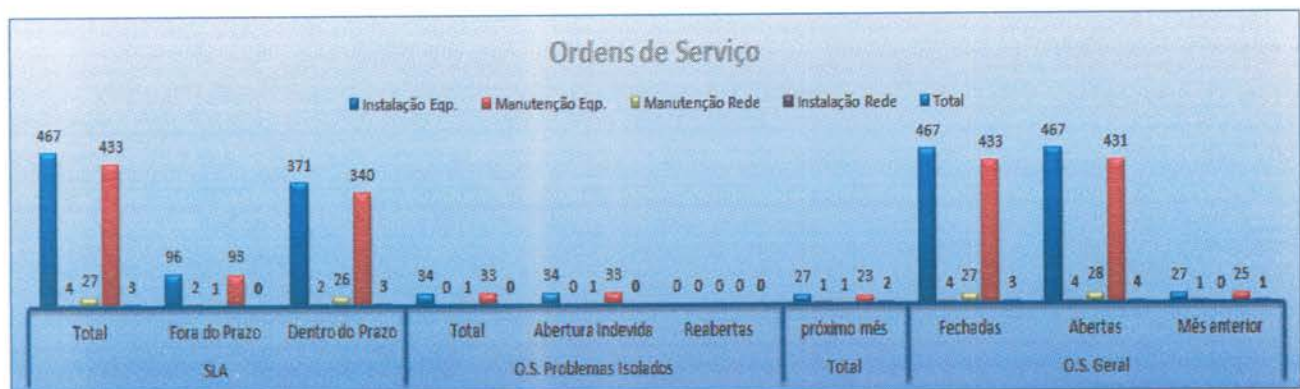 Ordens de Serviço
Instalação Eqp. Manutenção Eqp. Manutenção Rede Instalação Rede Total
467 4 27 433 3
96 2 1 93 0
371 2 26 340 3
34 0 1 33 0
34 0 1 33 0
0 0 0 0 0
27 1 1 23 2
467 4 27 433 3
467 4 28 431 4
27 1 0 25 1
Total Fora do Prazo Dentro do Prazo Total Abertura Indevida Reabertas próximo mês Fechadas Abertas Mês anterior
SLA O.S. Problemas Isolados Total O.S. Geral